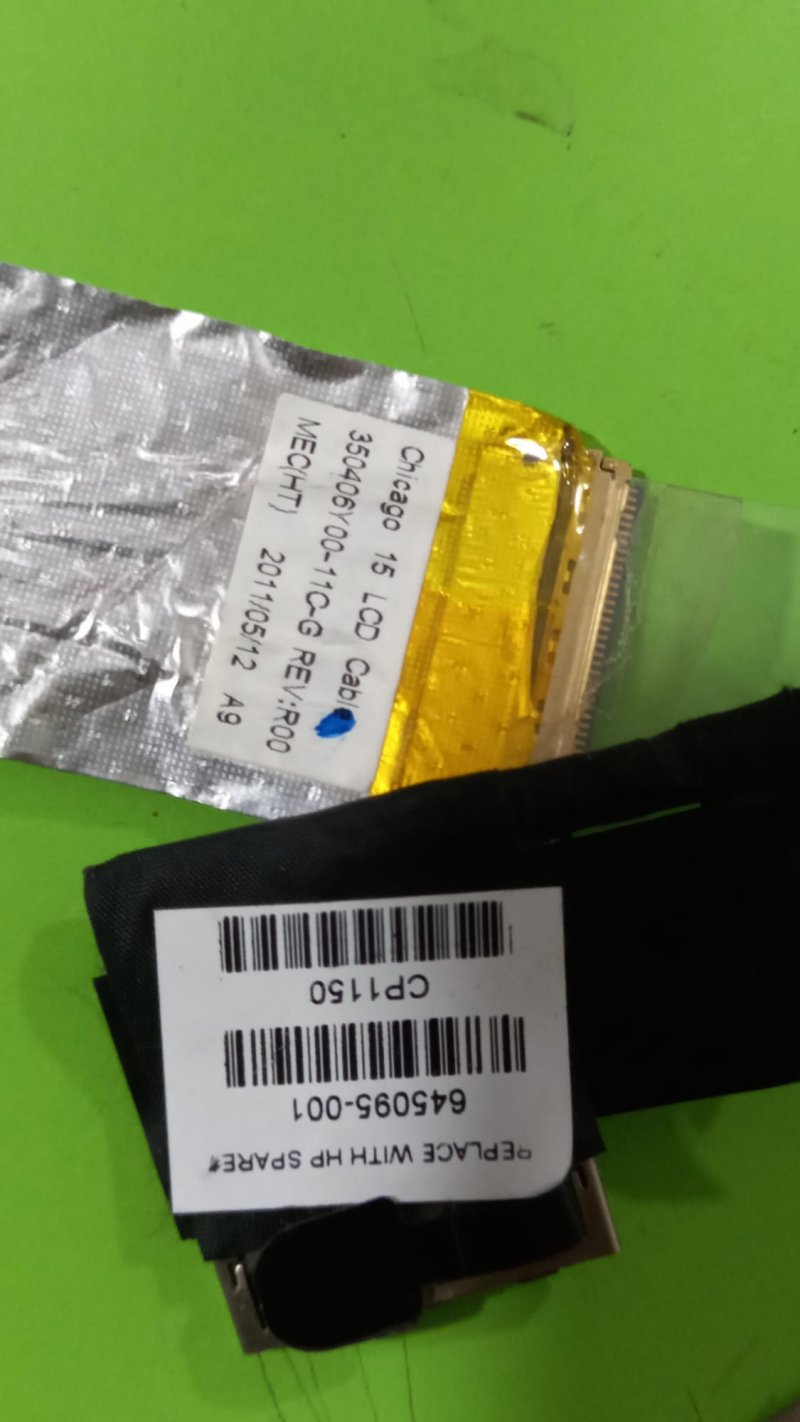 Chicago 15 LCD Cable
350406Y00-11C-G REV:R00
MEC(HT) 2011/05/12 A9
REPLACE WITH HP SPARE*
645095-001
CP1150